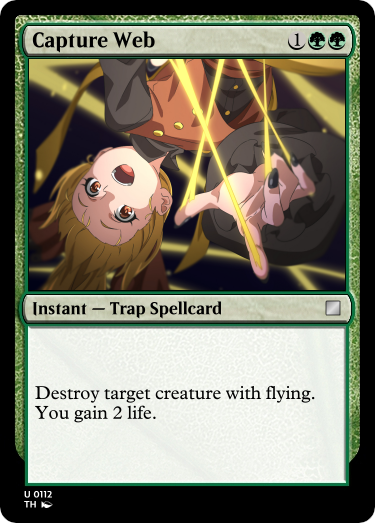 Capture Web 1
Instant — Trap Spellcard
Destroy target creature with flying.
You gain 2 life.
U 0112
TH